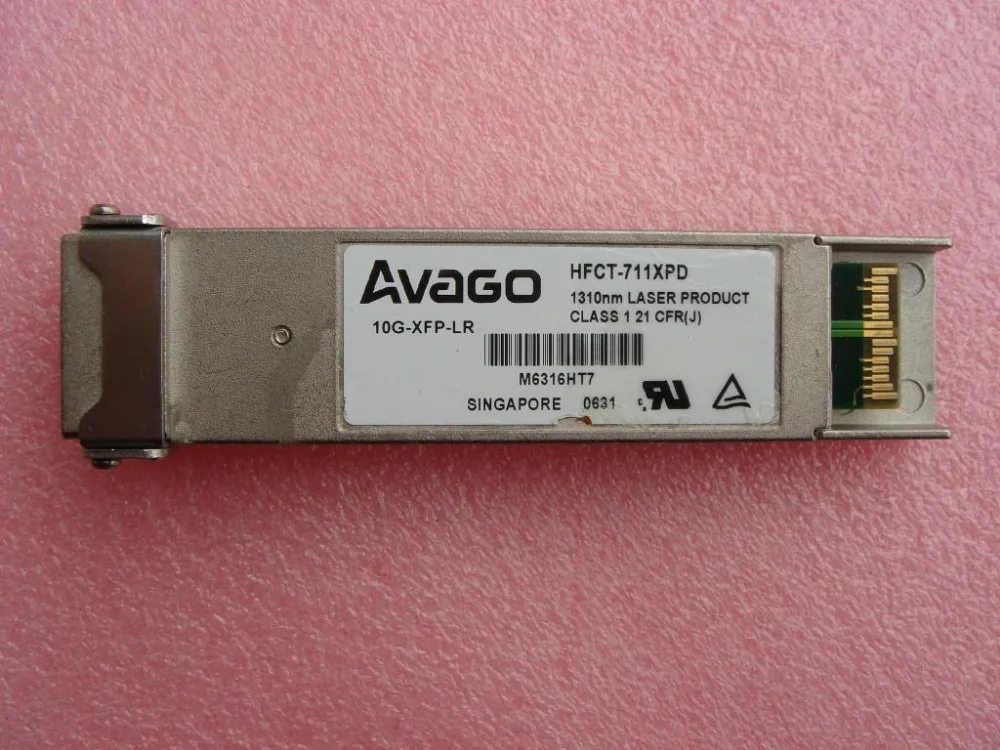 AVAGO
HFCT-711XPD
1310nm LASER PRODUCT
CLASS 1 21 CFR(J)
10G-XFP-LR
M6316HT7
SINGAPORE 0631